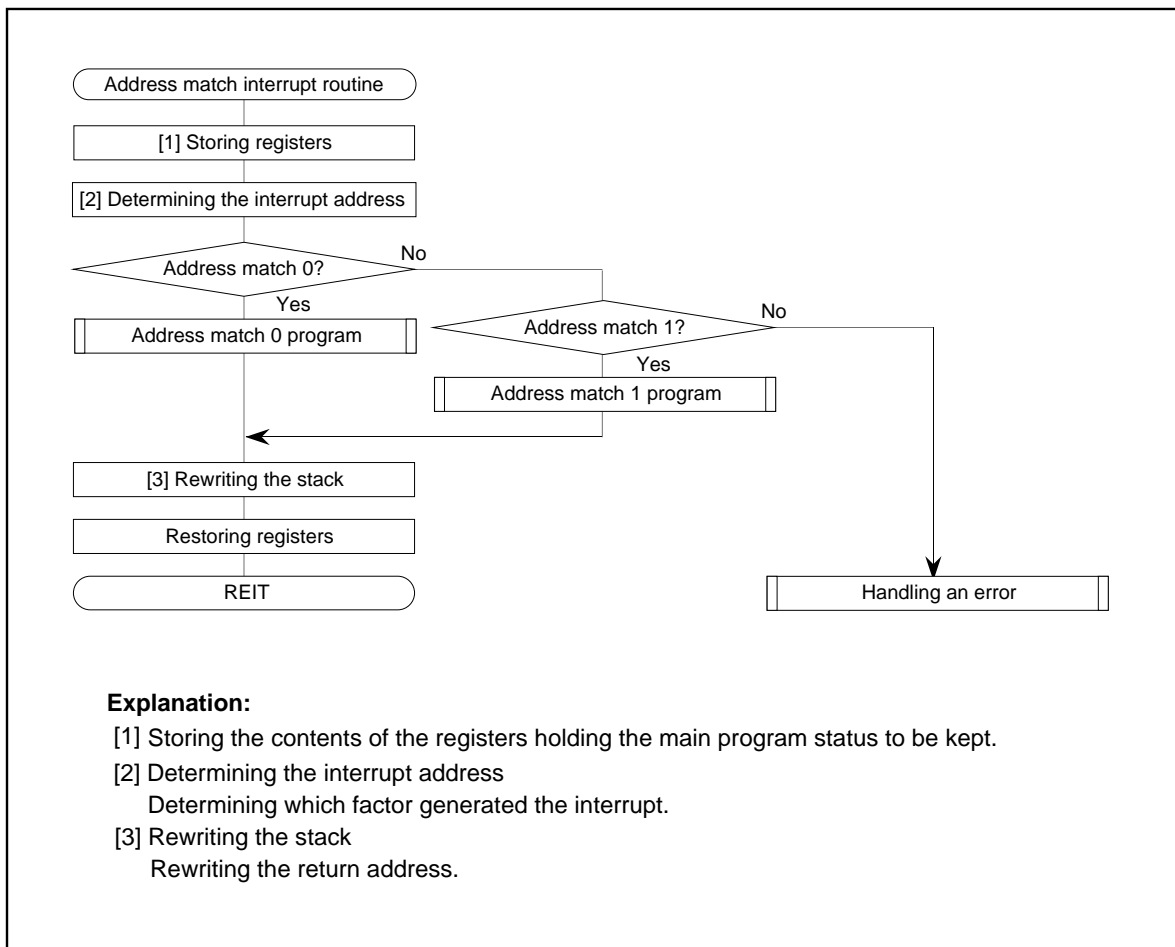 Address match interrupt routine
[1] Storing registers
[2] Determining the interrupt address
Address match 0?
No
Yes
Address match 0 program
Address match 1?
No
Yes
Address match 1 program
[3] Rewriting the stack
Restoring registers
REIT
Handling an error
Explanation:
[1] Storing the contents of the registers holding the main program status to be kept.
[2] Determining the interrupt address
Determining which factor generated the interrupt.
[3] Rewriting the stack
Rewriting the return address.